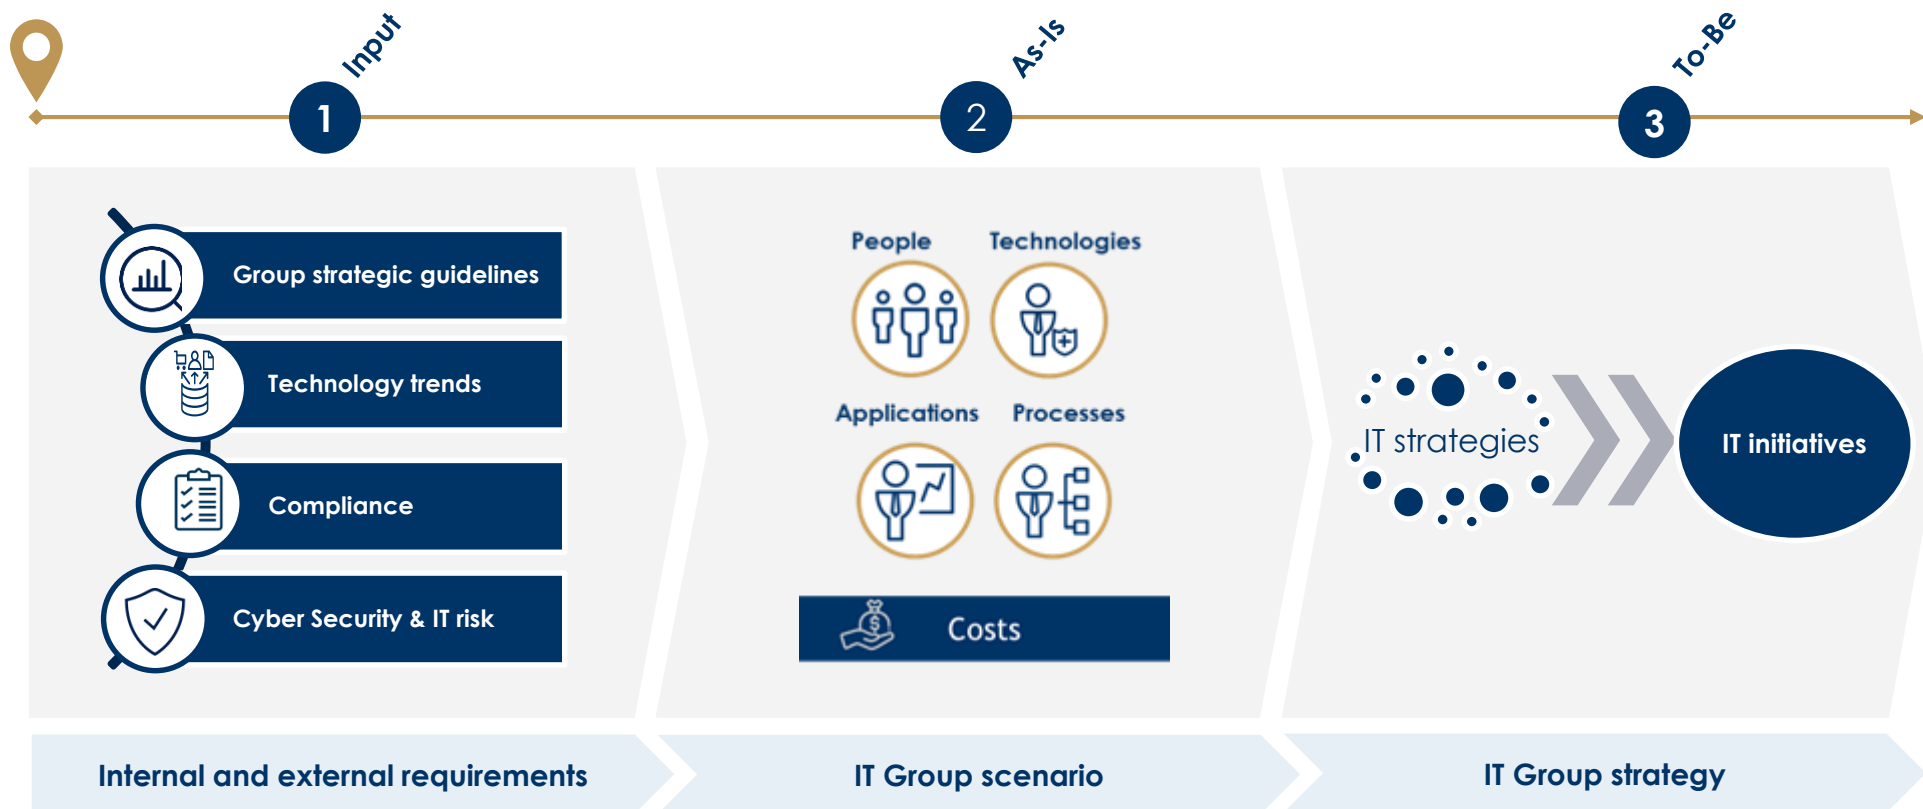 Input
As-Is
To-Be
1
2
3
Group strategic guidelines
Technology trends
Compliance
Cyber Security & IT risk
People
Technologies
Applications
Processes
$
Costs
IT strategies
IT initiatives
Internal and external requirements
IT Group scenario
IT Group strategy